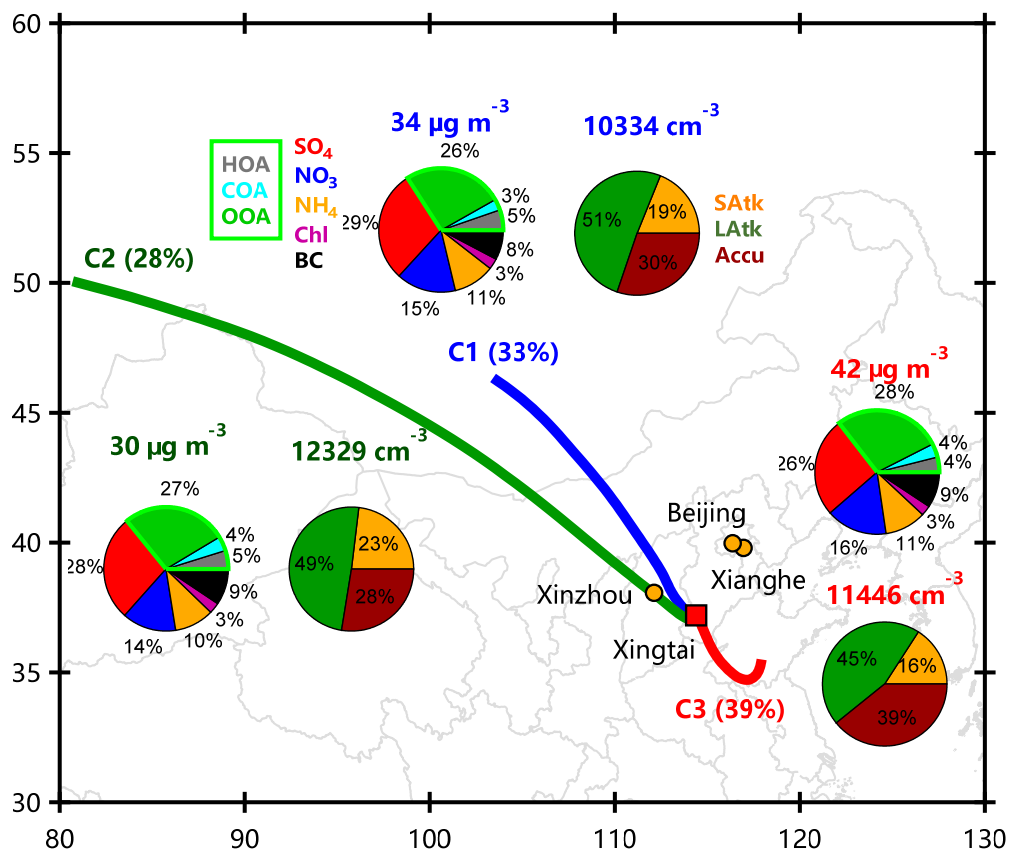 60
55
50
45
40
35
30
80
90
100
110
120
130
HOA
COA
OOA
SO4
NO3
NH4
Chl
BC
34 µg m-3
26%
3%
5%
8%
3%
11%
15%
29%
10334 cm-3
51%
19%
30%
SAtk
LAtk
Accu
C2 (28%)
C1 (33%)
42 µg m-3
28%
4%
4%
9%
3%
11%
16%
26%
30 µg m-3
27%
4%
5%
9%
3%
10%
14%
28%
12329 cm-3
49%
23%
28%
Beijing
Xianghe
Xinzhou
Xingtai
C3 (39%)
11446 cm-3
45%
16%
39%